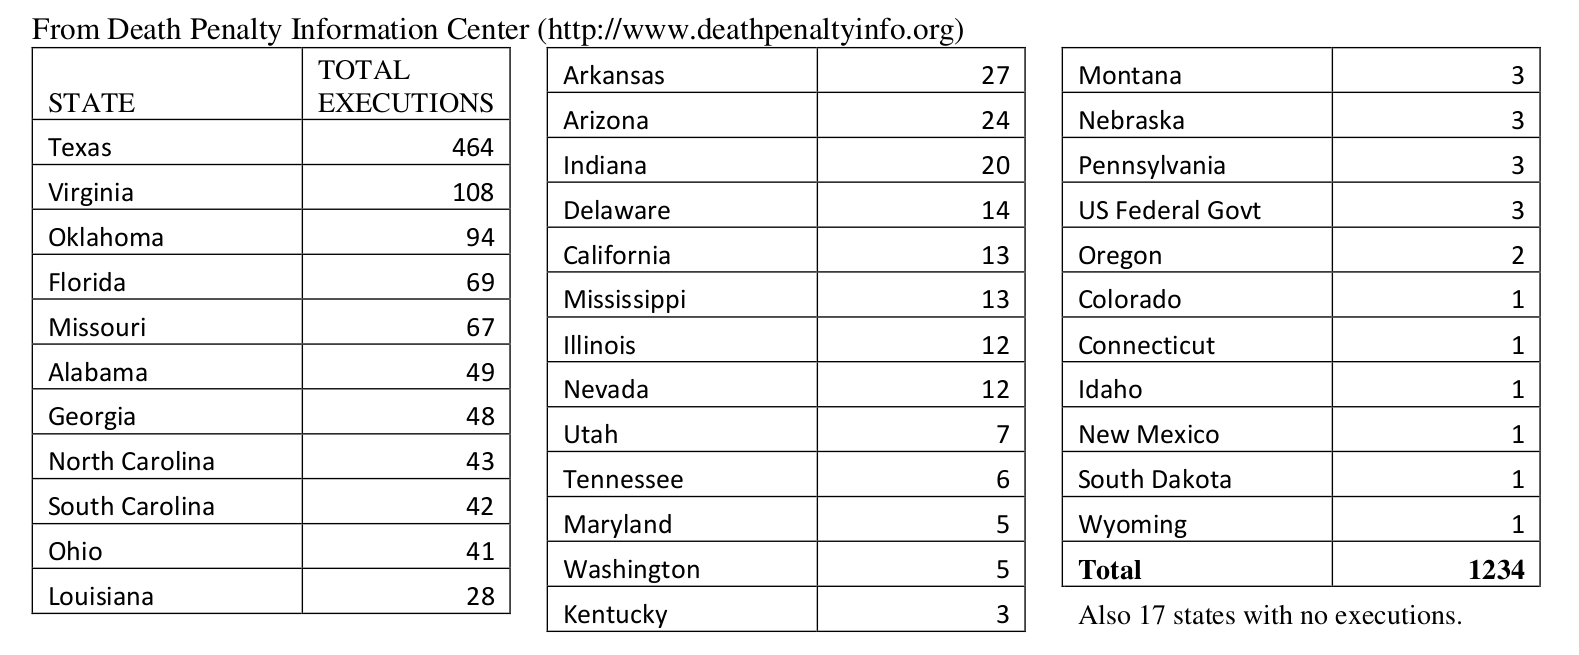 From Death Penalty Information Center (http://www.deathpenaltyinfo.org)
STATE TOTAL EXECUTIONS
Texas 464
Virginia 108
Oklahoma 94
Florida 69
Missouri 67
Alabama 49
Georgia 48
North Carolina 43
South Carolina 42
Ohio 41
Louisiana 28
Arkansas 27
Arizona 24
Indiana 20
Delaware 14
California 13
Mississippi 13
Illinois 12
Nevada 12
Utah 7
Tennessee 6
Maryland 5
Washington 5
Kentucky 3
Montana 3
Nebraska 3
Pennsylvania 3
US Federal Govt 3
Oregon 2
Colorado 1
Connecticut 1
Idaho 1
New Mexico 1
South Dakota 1
Wyoming 1
Total 1234
Also 17 states with no executions.